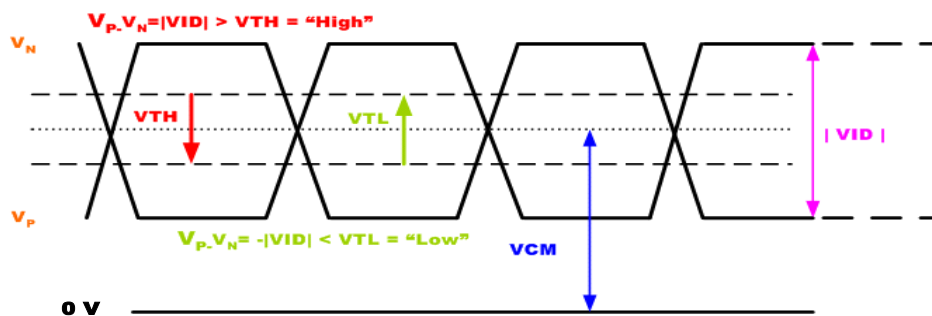 VP-VN=|VID| > VTH = “High”
VN
VTH
VTL
| VID |
VP
VP-VN= -|VID| < VTL = “Low”
VCM
0 V